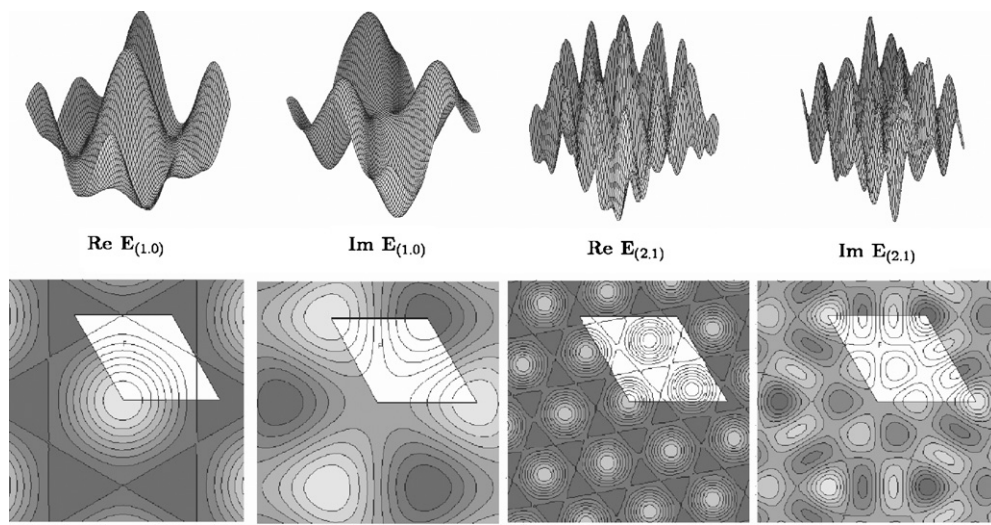 Re E(1.0)
Im E(1.0)
Re E(2.1)
Im E(2.1)
F